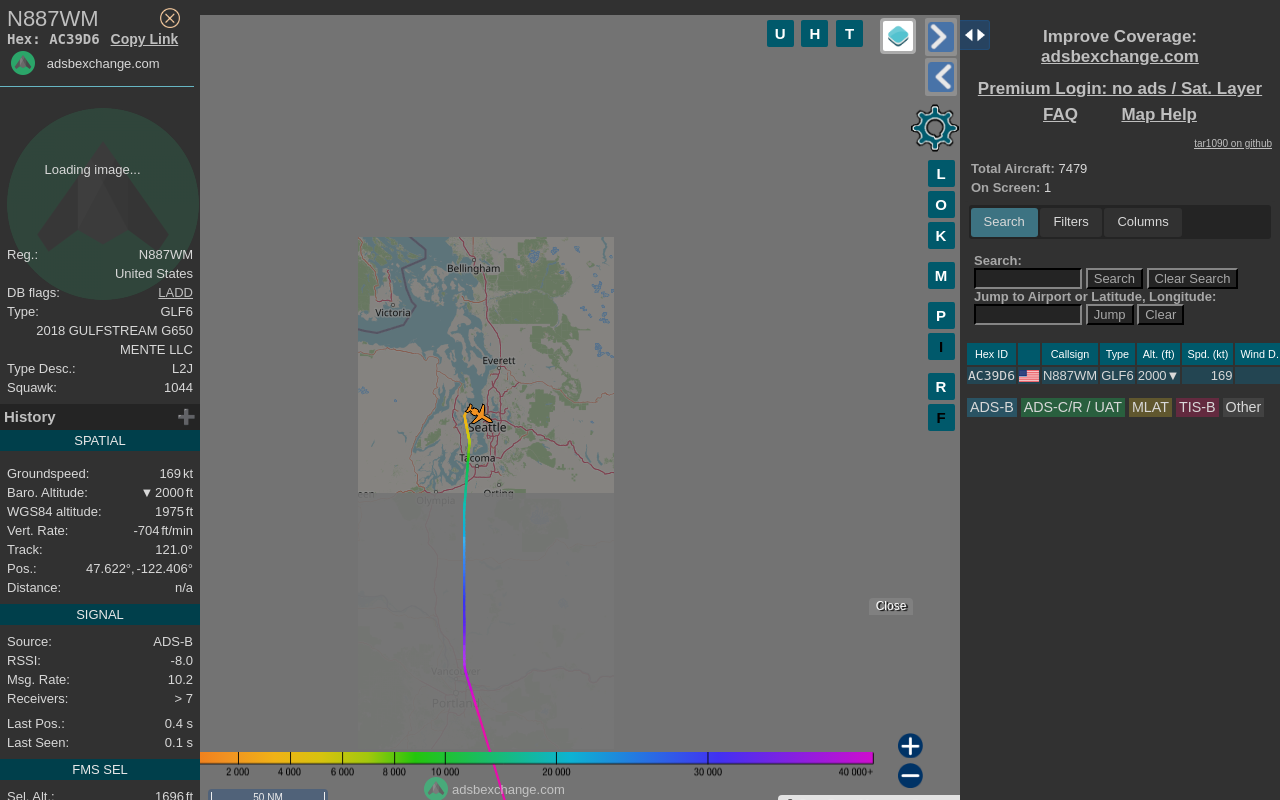 N887WM
Hex: AC39D6 Copy Link
adsbexchange.com
Loading image...
Reg.: N887WM
United States
DB flags: LADD
Type: GLF6
2018 GULFSTREAM G650
MENTE LLC
Type Desc.: L2J
Squawk: 1044
History
SPATIAL
Groundspeed: 169 kt
Baro. Altitude: ▼ 2000 ft
WGS84 altitude: 1975 ft
Vert. Rate: -704 ft/min
Track: 121.0°
Pos.: 47.622°, -122.406°
Distance: n/a
SIGNAL
Source: ADS-B
RSSI: -8.0
Msg. Rate: 10.2
Receivers: > 7
Last Pos.: 0.4 s
Last Seen: 0.1 s
FMS SEL
Sel. Alt.: 1696 ft
U H T
L
O
K
M
P
I
R
F
Bellingham
Victoria
Everett
Seattle
Tacoma
Orting
Olympia
Vancouver
Portland
Close
2 000 4 000 6 000 8 000 10 000 20 000 30 000 40 000+
adsbexchange.com
50 NM
Improve Coverage:
adsbexchange.com
Premium Login: no ads / Sat. Layer
FAQ Map Help
tar1090 on github
Total Aircraft: 7479
On Screen: 1
Search Filters Columns
Search:
Search Clear Search
Jump to Airport or Latitude, Longitude:
Jump Clear
Hex ID Callsign Type Alt. (ft) Spd. (kt) Wind D.
AC39D6 N887WM GLF6 2000▼ 169
ADS-B ADS-C/R / UAT MLAT TIS-B Other